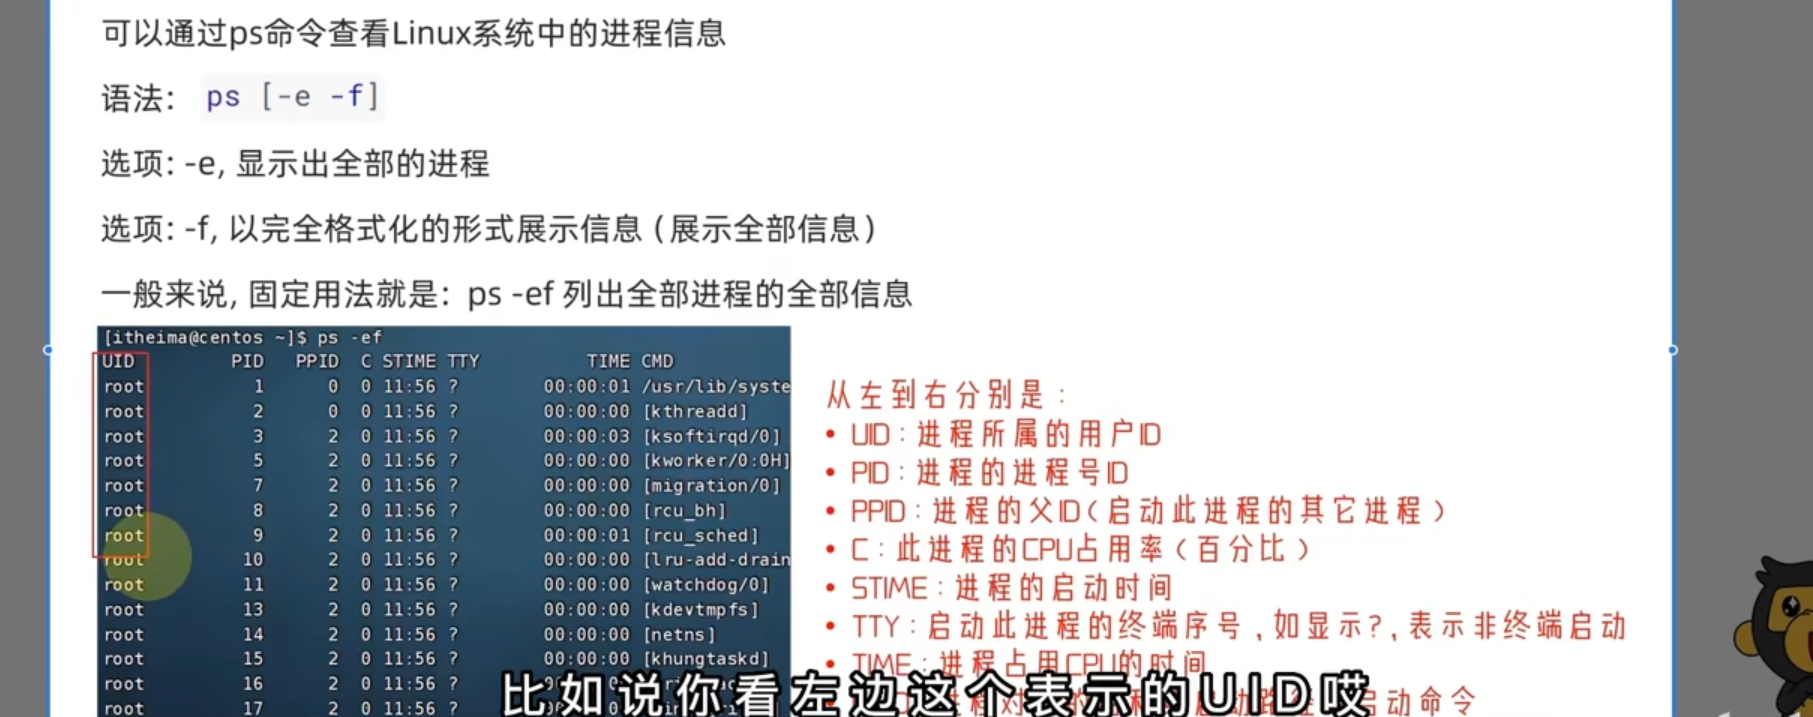 可以通过ps命令查看Linux系统中的进程信息
语法： ps [-e -f]
选项: -e, 显示出全部的进程
选项: -f, 以完全格式化的形式展示信息（展示全部信息）
一般来说, 固定用法就是：ps -ef 列出全部进程的全部信息
[itheima@centos ~]$ ps -ef
UID PID PPID C STIME TTY TIME CMD
root 1 0 0 11:56 ? 00:00:01 /usr/lib/syste
root 2 0 0 11:56 ? 00:00:00 [kthreadd]
root 3 2 0 11:56 ? 00:00:03 [ksoftirqd/0]
root 5 2 0 11:56 ? 00:00:00 [kworker/0:0H]
root 7 2 0 11:56 ? 00:00:00 [migration/0]
root 8 2 0 11:56 ? 00:00:00 [rcu_bh]
root 9 2 0 11:56 ? 00:00:01 [rcu_sched]
root 10 2 0 11:56 ? 00:00:00 [lru-add-drain
root 11 2 0 11:56 ? 00:00:00 [watchdog/0]
root 13 2 0 11:56 ? 00:00:00 [kdevtmpfs]
root 14 2 0 11:56 ? 00:00:00 [netns]
root 15 2 0 11:56 ? 00:00:00 [khungtaskd]
root 16 2 0 11:56 ?
root 17 2 0 11:56 ?
从左到右分别是：
• UID：进程所属的用户ID
• PID：进程的进程号ID
• PPID：进程的父ID（启动此进程的其它进程）
• C：此进程的CPU占用率（百分比）
• STIME：进程的启动时间
• TTY：启动此进程的终端序号，如显示?，表示非终端启动
• TIME：进程占用CPU的时间
启动命令
比如说你看左边这个表示的UID哎